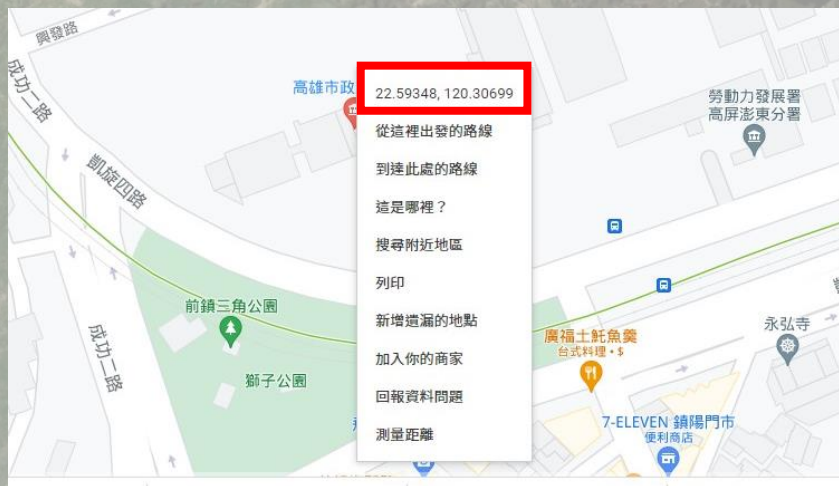 興發路
成功二路
凱旋四路
高雄市政
22.59348, 120.30699
從這裡出發的路線
到達此處的路線
這是哪裡？
搜尋附近地區
列印
新增遺漏的地點
加入你的商家
回報資料問題
測量距離
勞動力發展署
高屏澎東分署
前鎮三角公園
獅子公園
成功二路
廣福土魠魚羹
台式料理・$
永弘寺
7-ELEVEN 鎮陽門市
便利商店